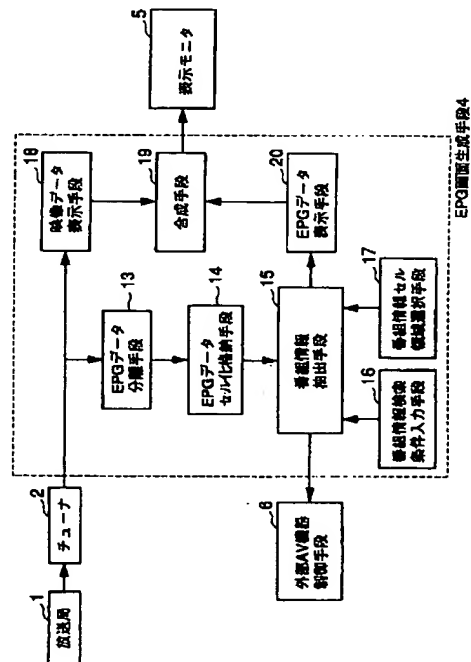 1
放送局
2
チューナ
EPG画面生成手段4
18
映像データ
表示手段
13
EPGデータ
分離手段
14
EPGデータ
セル化格納手段
15
番組情報
抽出手段
16
番組情報検索
条件入力手段
17
番組情報セル
領域選択手段
19
合成手段
20
EPGデータ
表示手段
5
表示モニタ
6
外部AV機器
制御手段